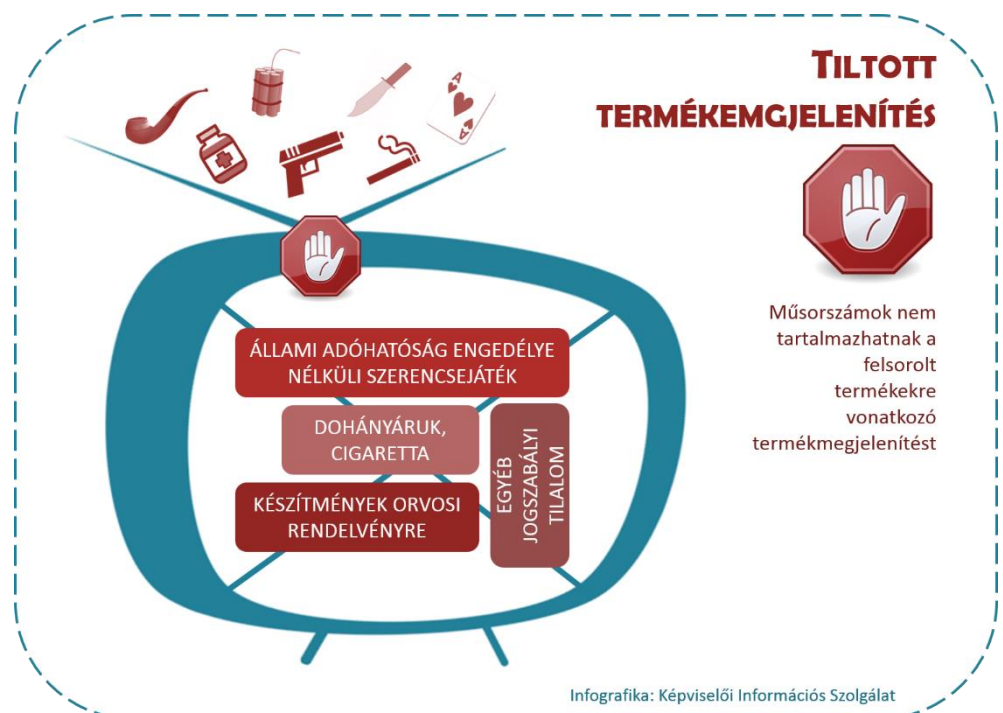 TILTOTT
TERMÉKEMGJELENÍTÉS
Műsorszámok nem
tartalmazhatnak a
felsorolt
termékekre
vonatkozó
termékmegjelenítést
ÁLLAMI ADÓHATÓSÁG ENGEDÉLYE
NÉLKÜLI SZERENCSEJÁTÉK
DOHÁNYÁRUK,
CIGARETTA
KÉSZÍTMÉNYEK ORVOSI
RENDELVÉNYRE
EGYÉB
JOGSZABÁLYI
TILALOM
A
A
Infografika: Képviselői Információs Szolgálat